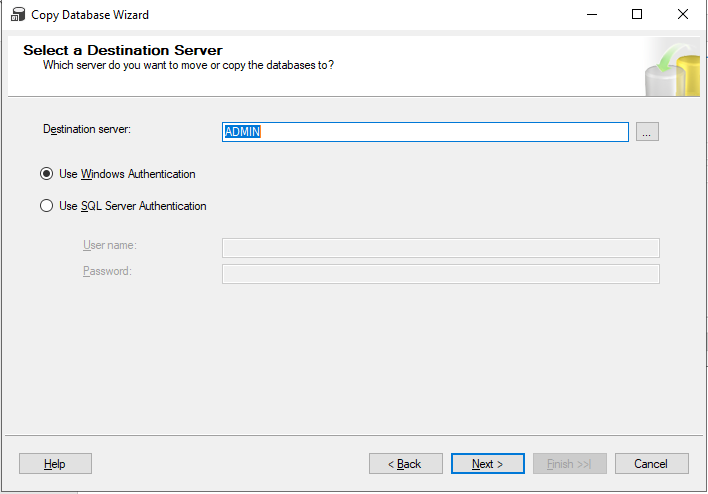 Copy Database Wizard
Select a Destination Server
Which server do you want to move or copy the databases to?
Destination server:
ADMIN
...
Use Windows Authentication
Use SQL Server Authentication
User name:
Password:
Help
< Back
Next >
Finish >>|
Cancel